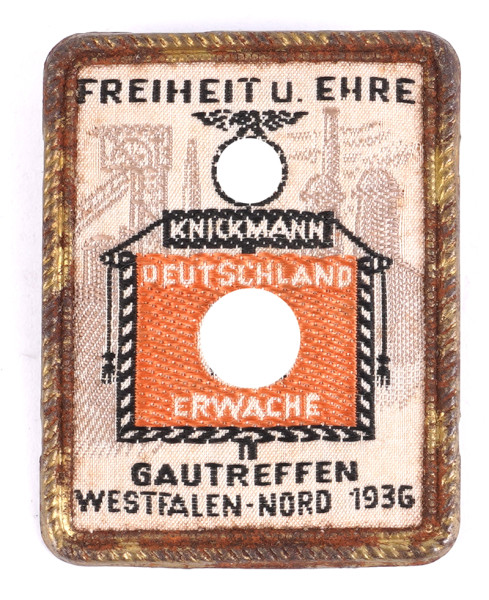 FREIHEIT U. EHRE
KNICKMANN
DEUTSCHLAND
ERWACHE
GAUTREFFEN
WESTFALEN-NORD 1936